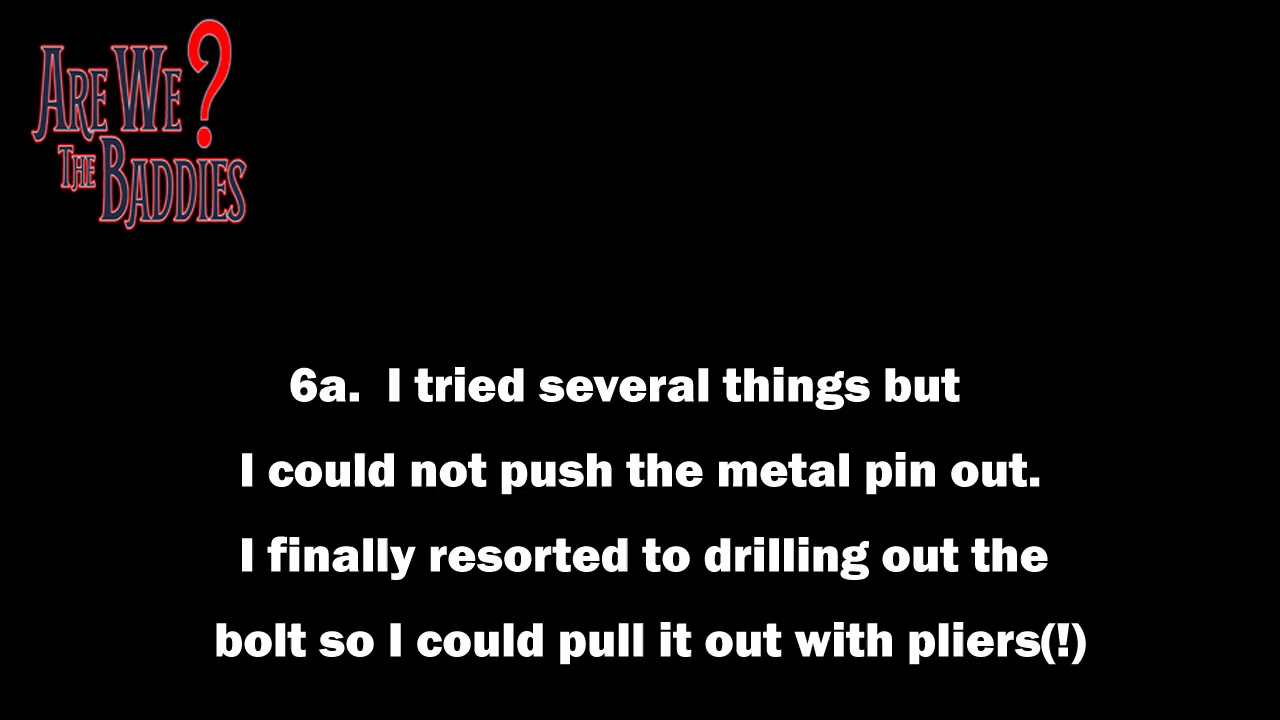 ARE WE?
THE BADDIES
6a.  I tried several things but
I could not push the metal pin out.
I finally resorted to drilling out the
bolt so I could pull it out with pliers(!)